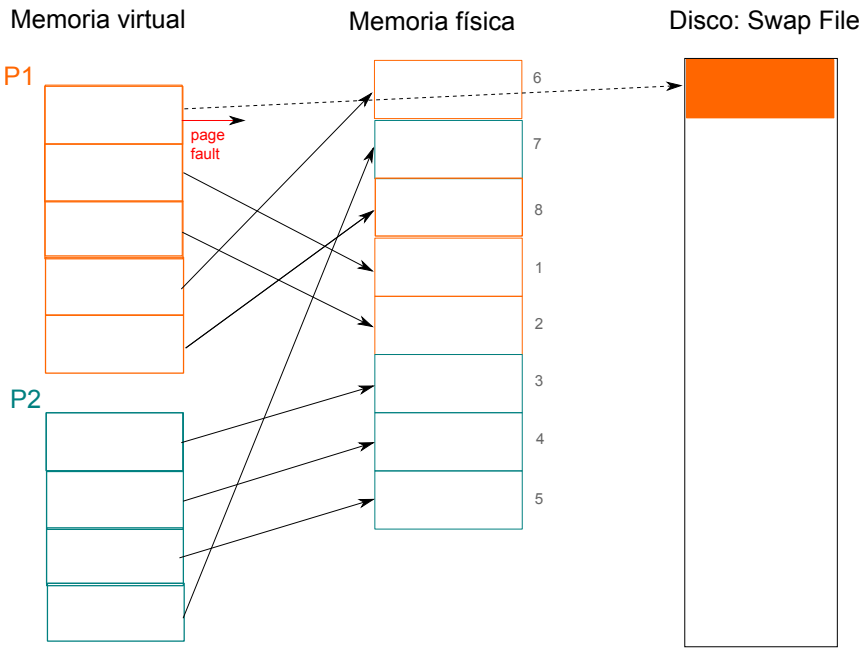 Memoria virtual
Memoria física
Disco: Swap File
P1
page
fault
6
7
8
1
2
3
4
5
P2